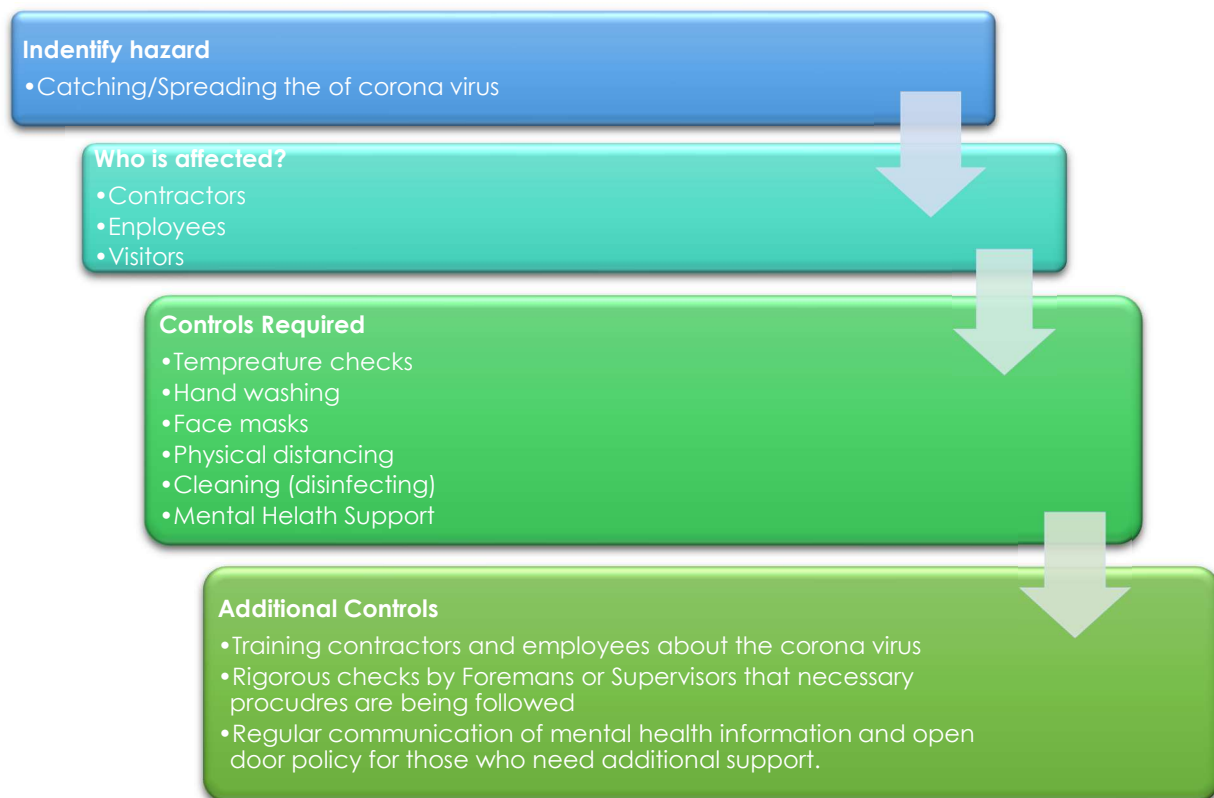 Indentify hazard
•Catching/Spreading the of corona virus
Who is affected?
•Contractors
•Enployees
•Visitors
Controls Required
•Tempreature checks
•Hand washing
•Face masks
•Physical distancing
•Cleaning (disinfecting)
•Mental Helath Support
Additional Controls
•Training contractors and employees about the corona virus
•Rigorous checks by Foremans or Supervisors that necessary
procudres are being followed
•Regular communication of mental health information and open
door policy for those who need additional support.